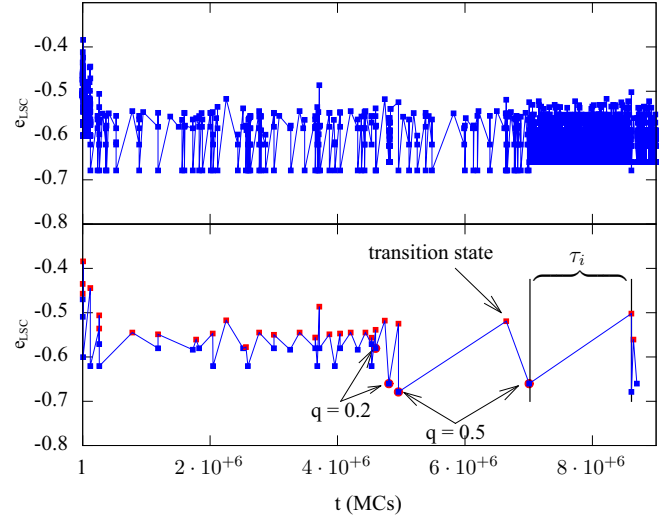 -0.4
-0.5
-0.6
-0.7
-0.8
e_LSC
transition state
τ_i
-0.4
-0.5
-0.6
-0.7
-0.8
e_LSC
q = 0.2
q = 0.5
1
2 · 10^{+6}
4 · 10^{+6}
6 · 10^{+6}
8 · 10^{+6}
t (MCs)